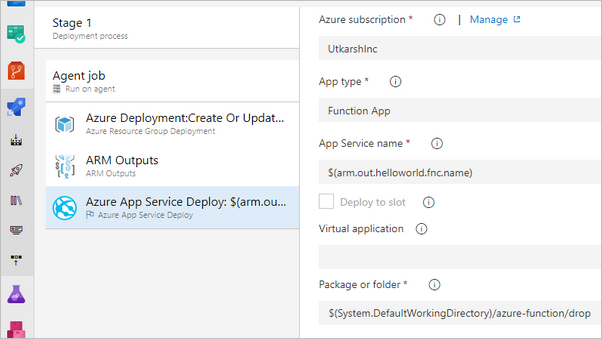 Stage 1
Deployment process
Agent job
Run on agent
Azure Deployment:Create Or Updat...
Azure Resource Group Deployment
ARM Outputs
ARM Outputs
Azure App Service Deploy: $(arm.ou...
Azure App Service Deploy
Azure subscription * | Manage
UtkarshInc
App type *
Function App
App Service name *
$(arm.out.helloworld.fnc.name)
Deploy to slot
Virtual application
Package or folder *
$(System.DefaultWorkingDirectory)/azure-function/drop